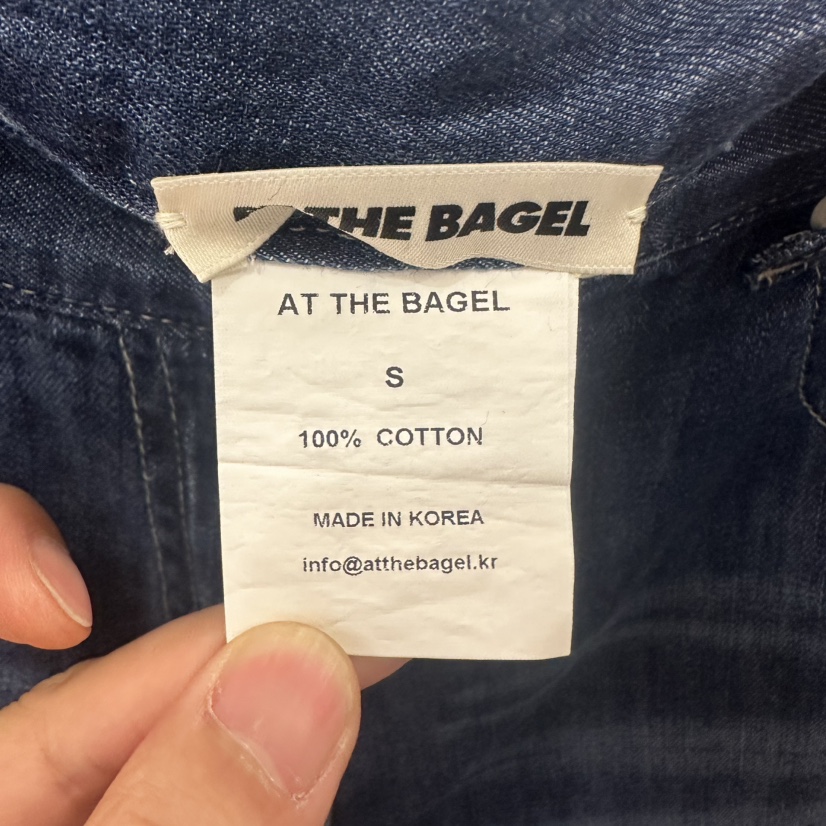 THE BAGEL
AT THE BAGEL
S
100% COTTON
MADE IN KOREA
info@atthebagel.kr